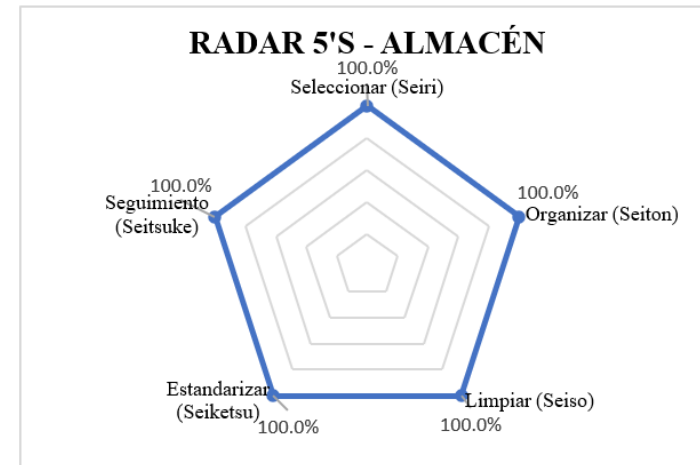 RADAR 5'S - ALMACÉN
100.0%
Seleccionar (Seiri)
100.0%
Organizar (Seiton)
100.0%
Seguimiento
(Seitsuke)
Estandarizar
(Seiketsu)
100.0%
Limpiar (Seiso)
100.0%